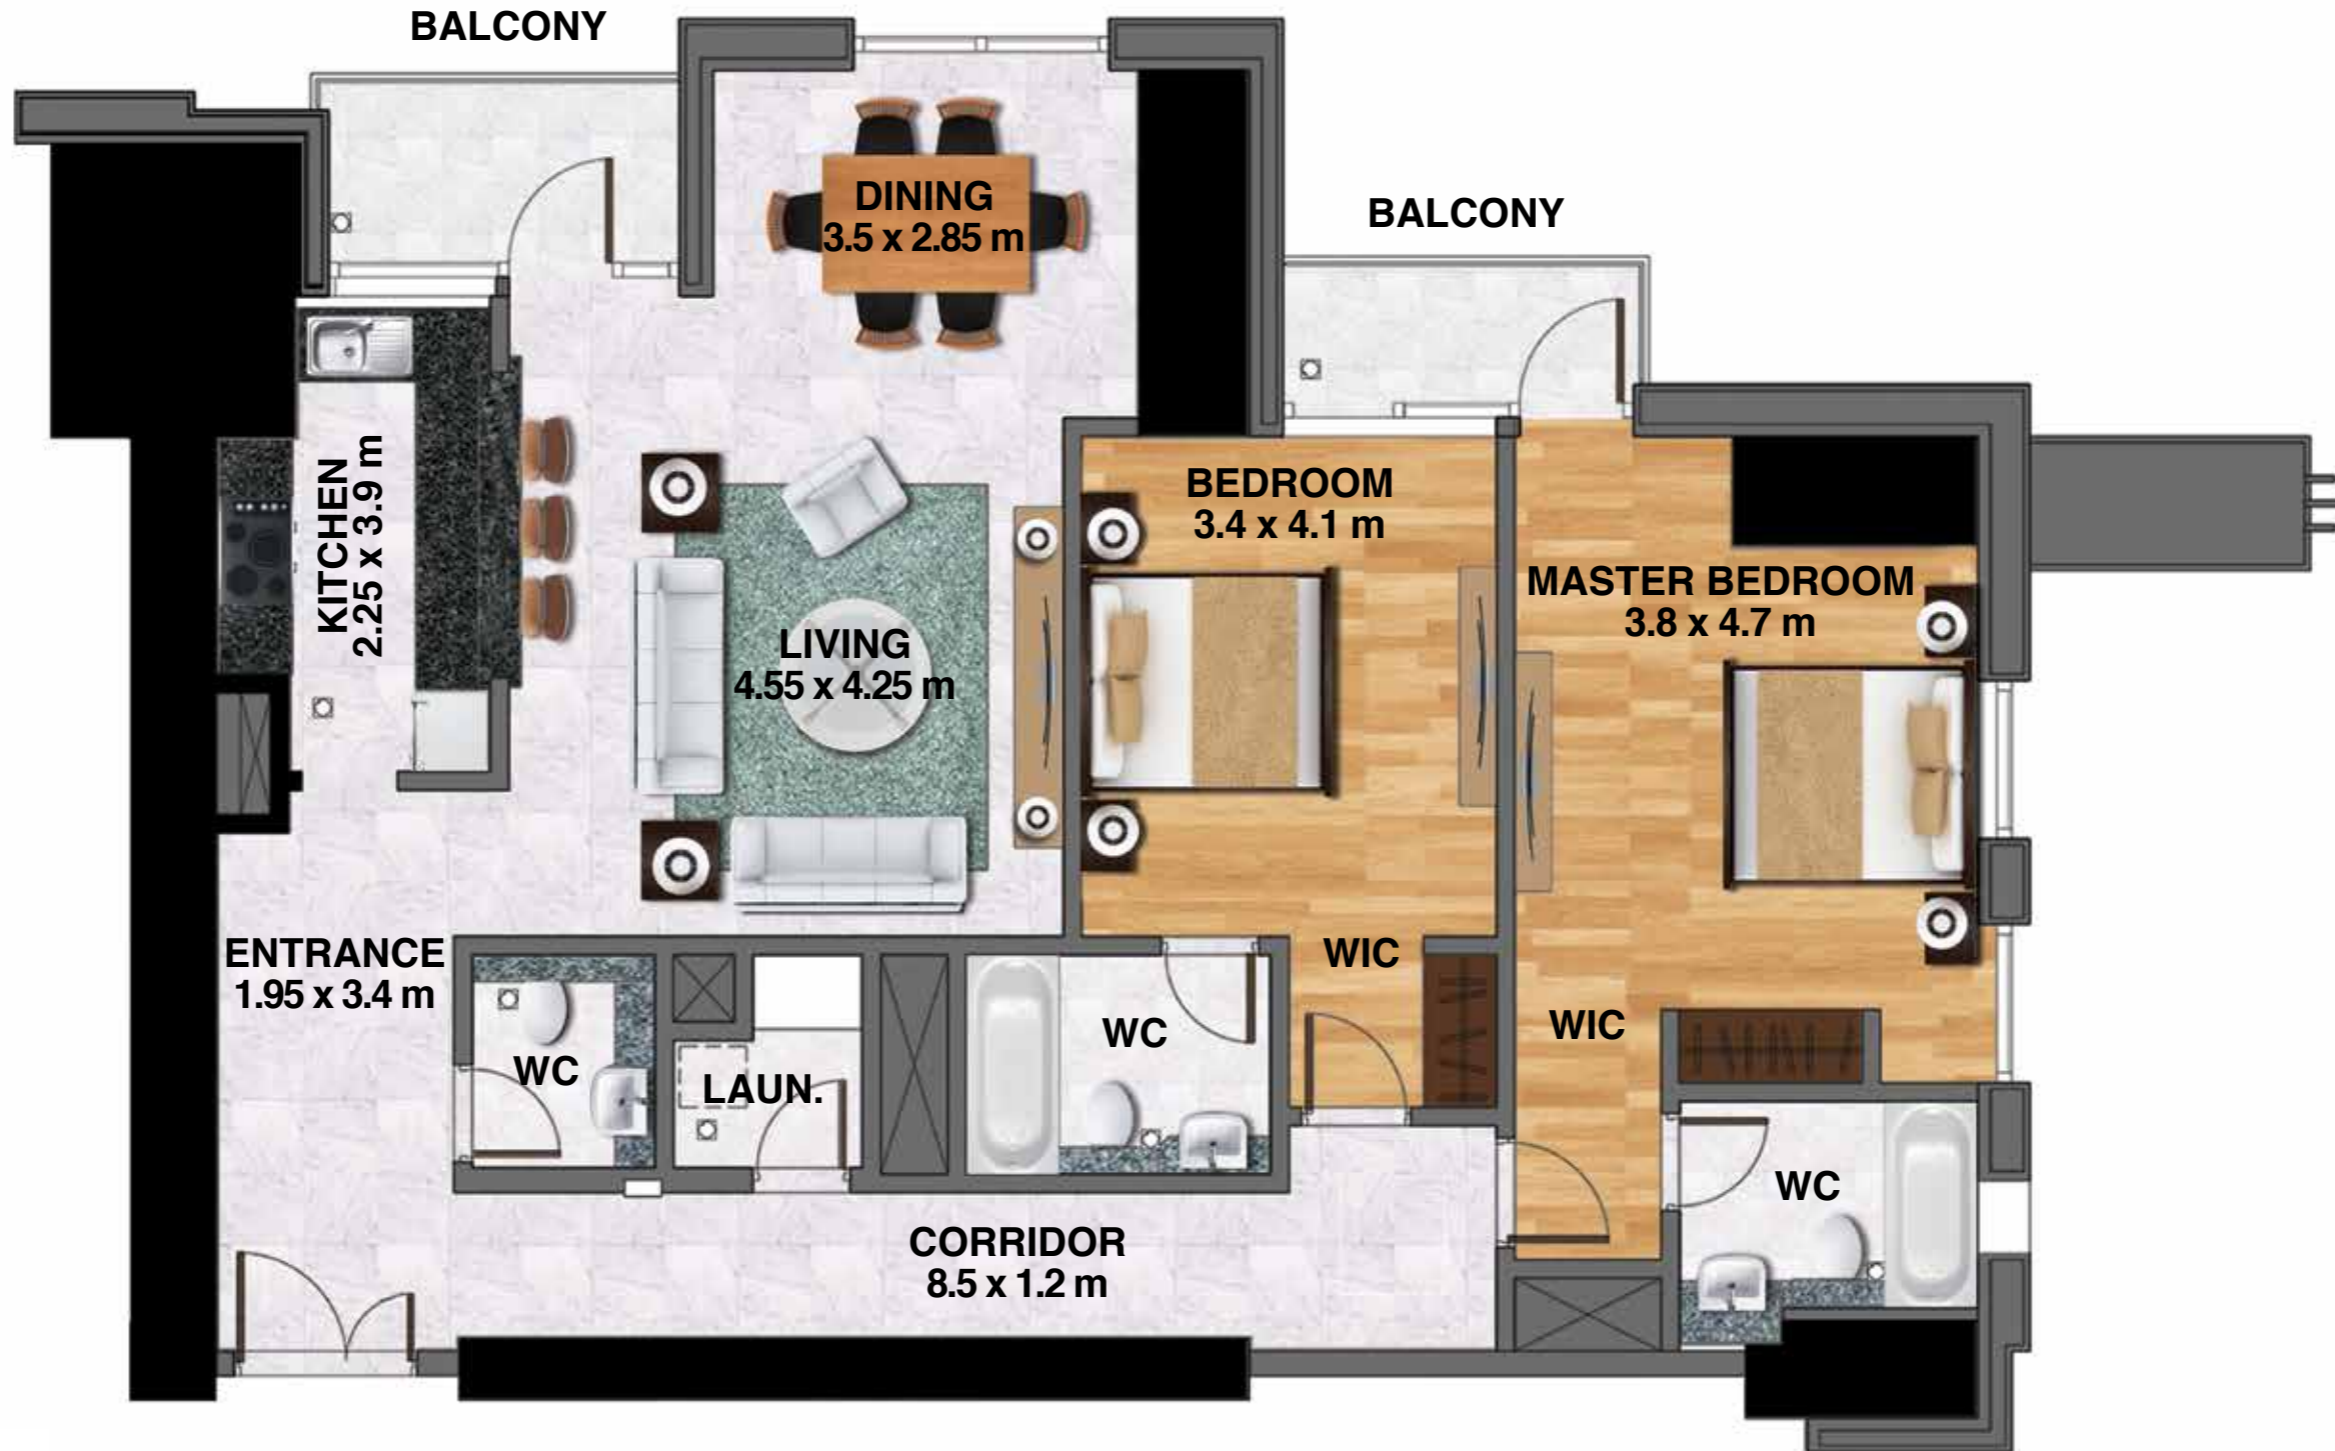 BALCONY
DINING
3.5 x 2.85 m
BALCONY
KITCHEN
2.25 x 3.9 m
BEDROOM
3.4 x 4.1 m
MASTER BEDROOM
3.8 x 4.7 m
LIVING
4.55 x 4.25 m
ENTRANCE
1.95 x 3.4 m
WIC
WIC
WC
WC
LAUN.
WC
CORRIDOR
8.5 x 1.2 m